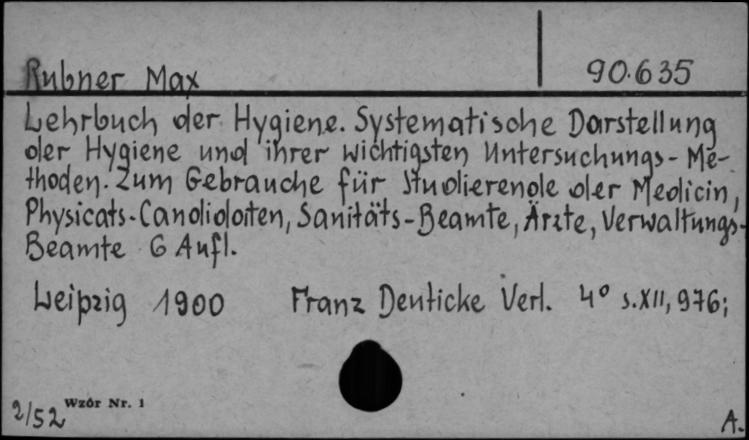 Rubner Max
90.635
Lehrbuch der Hygiene. Systematische Darstellung
der Hygiene und ihrer wichtigsten Untersuchungs-Me-
thoden. Zum Gebrauche für Studierende der Medicin,
Physicats-Candidaten, Sanitäts-Beamte, Ärzte, Verwaltungs-
Beamte 6 Aufl.
Leipzig 1900 Franz Deuticke Verl. 4° s. XII, 976;
Wzór Nr. 1
2/52
A.